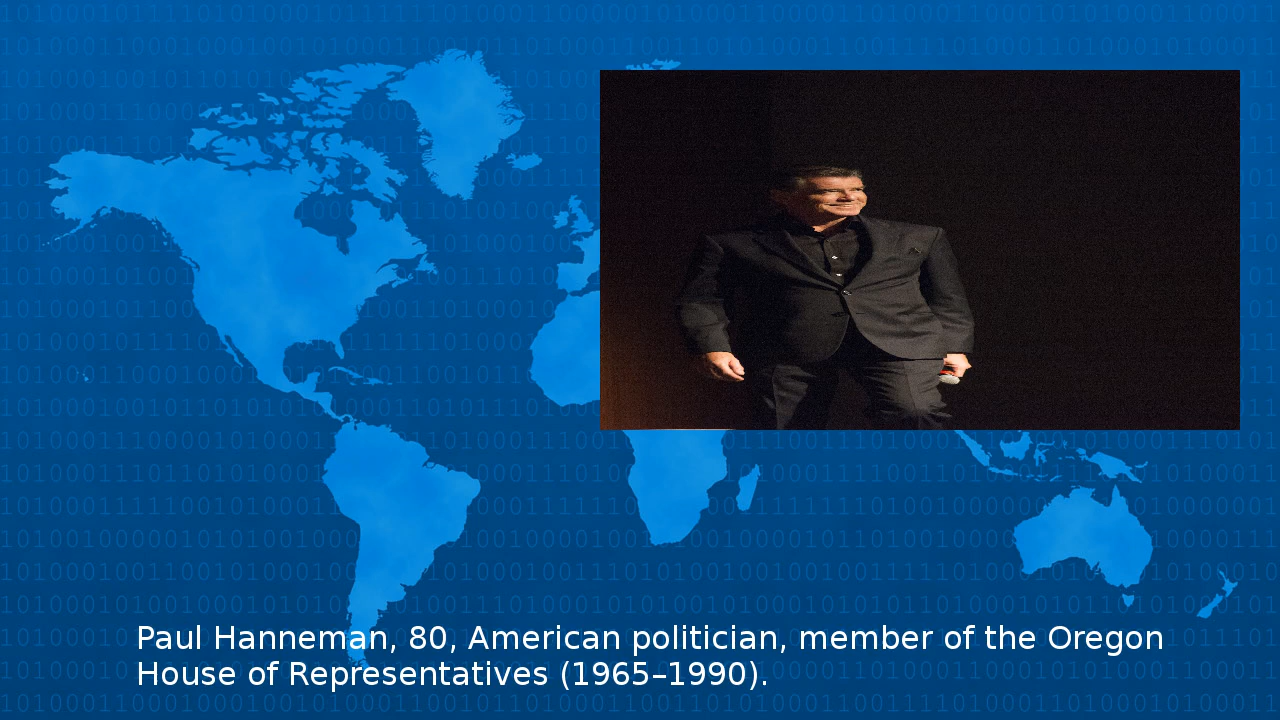 Paul Hanneman, 80, American politician, member of the Oregon
House of Representatives (1965–1990).